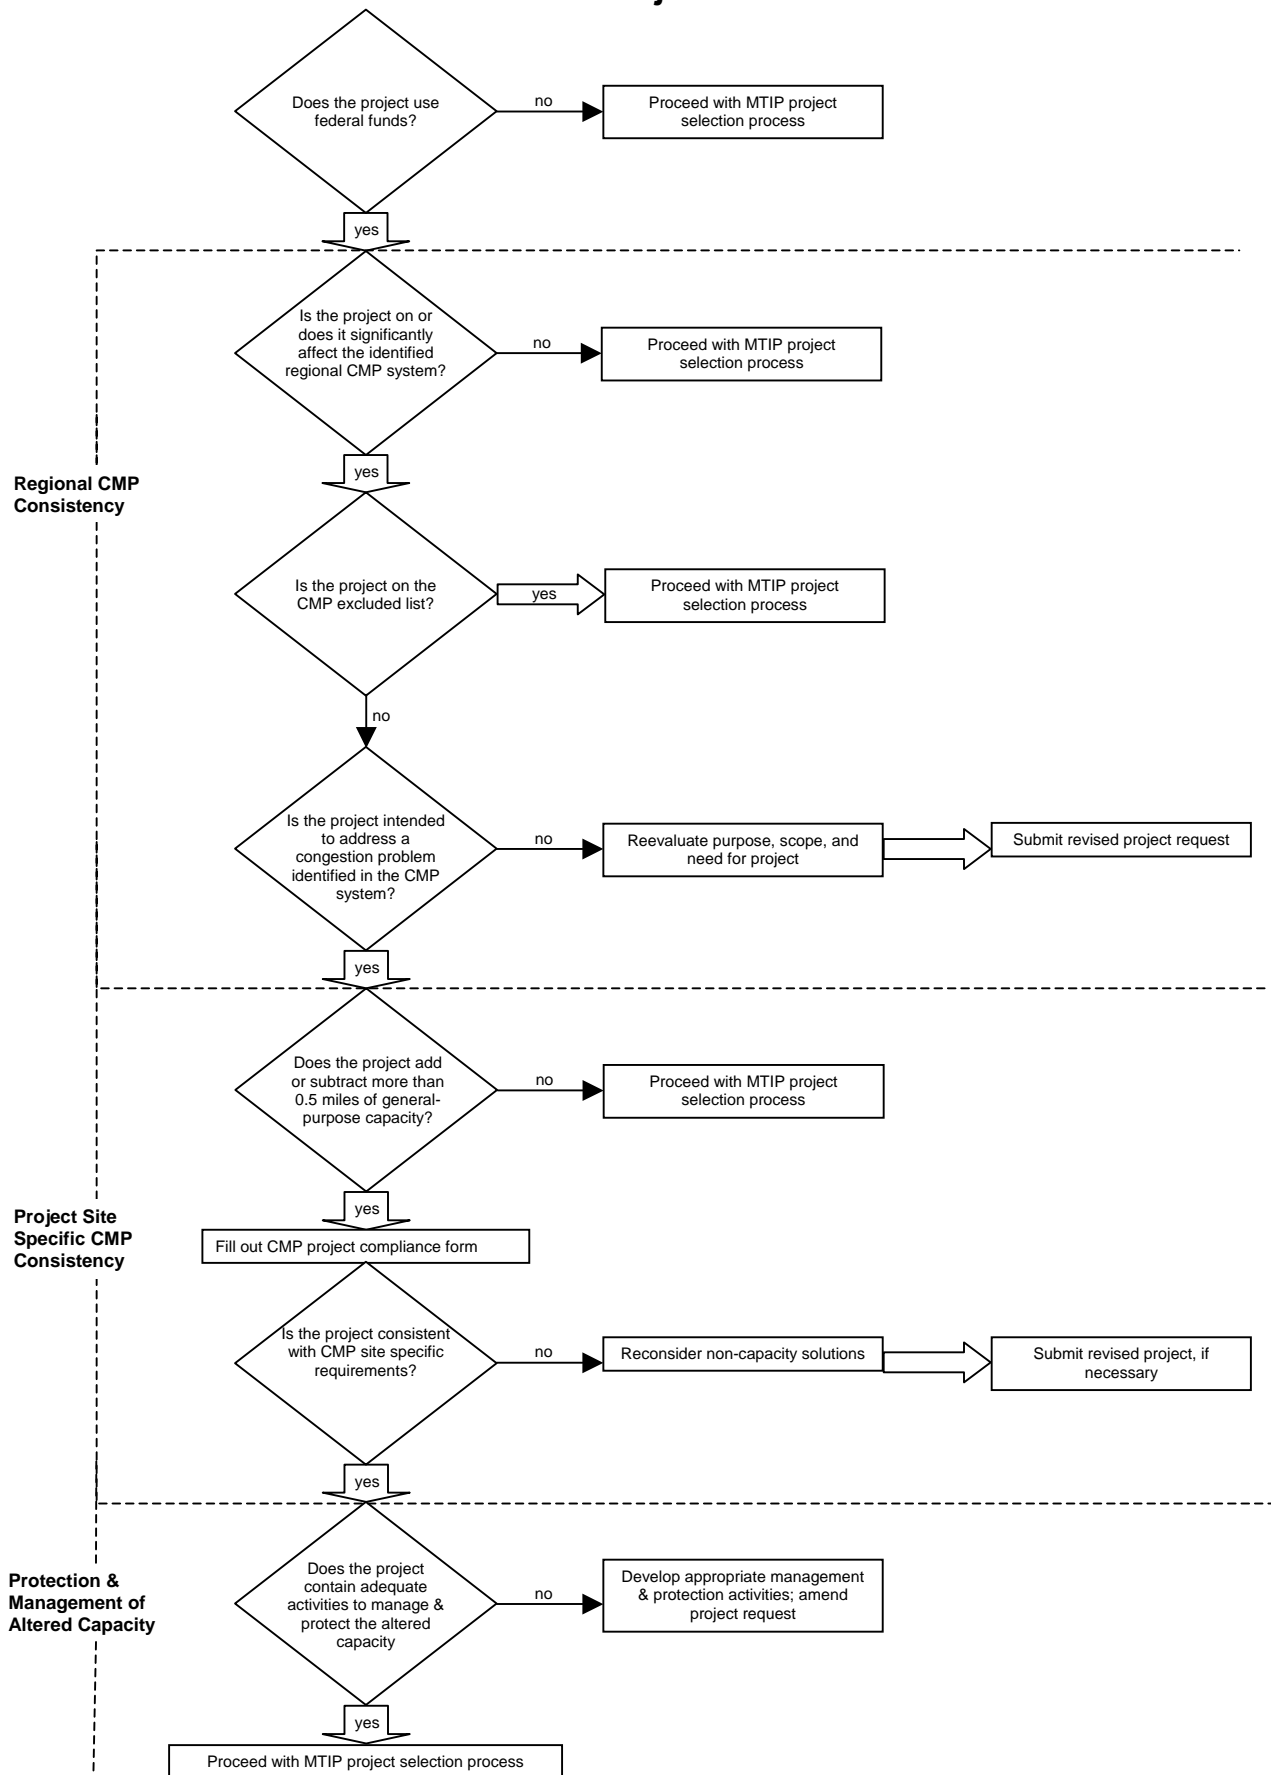 Does the project use
federal funds?
no
Proceed with MTIP project
selection process
yes
Is the project on or
does it significantly
affect the identified
regional CMP system?
no
Proceed with MTIP project
selection process
yes
Regional CMP
Consistency
Is the project on the
CMP excluded list?
yes
Proceed with MTIP project
selection process
no
Is the project intended
to address a
congestion problem
identified in the CMP
system?
no
Reevaluate purpose, scope, and
need for project
Submit revised project request
yes
Does the project add
or subtract more than
0.5 miles of general-
purpose capacity?
no
Proceed with MTIP project
selection process
yes
Project Site
Specific CMP
Consistency
Fill out CMP project compliance form
Is the project consistent
with CMP site specific
requirements?
no
Reconsider non-capacity solutions
Submit revised project, if
necessary
yes
Protection &
Management of
Altered Capacity
Does the project
contain adequate
activities to manage &
protect the altered
capacity
no
Develop appropriate management
& protection activities; amend
project request
yes
Proceed with MTIP project selection process